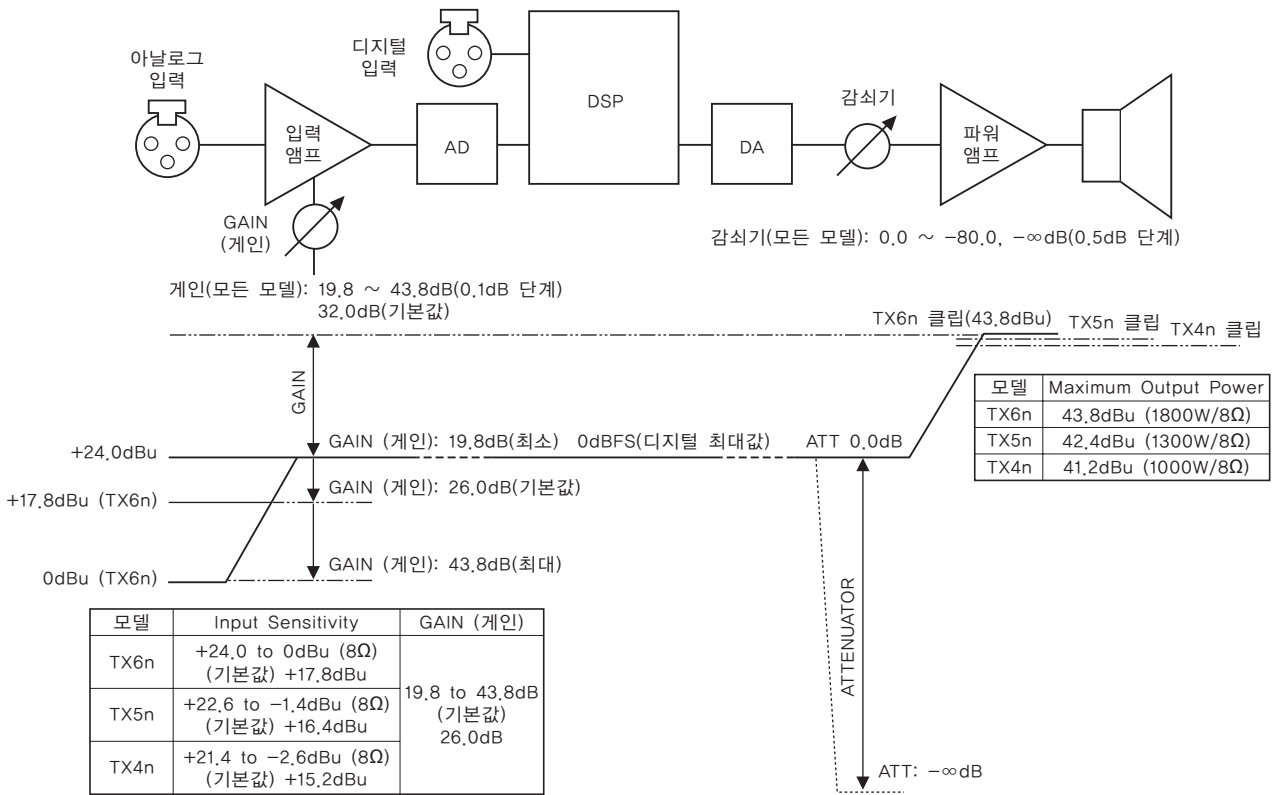 아날로그
입력
디지털
입력
입력
앰프
AD
DSP
DA
감쇠기
파워
앰프
GAIN
(게인)
감쇠기(모든 모델): 0.0 ~ −80.0, −∞dB(0.5dB 단계)
게인(모든 모델): 19.8 ~ 43.8dB(0.1dB 단계)
32.0dB(기본값)
TX6n 클립(43.8dBu) TX5n 클립 TX4n 클립
GAIN
모델 Maximum Output Power
TX6n 43.8dBu (1800W/8Ω)
TX5n 42.4dBu (1300W/8Ω)
TX4n 41.2dBu (1000W/8Ω)
+24.0dBu GAIN (게인): 19.8dB(최소) 0dBFS(디지털 최대값) ATT 0.0dB
+17.8dBu (TX6n) GAIN (게인): 26.0dB(기본값)
0dBu (TX6n) GAIN (게인): 43.8dB(최대)
ATTENUATOR
ATT: −∞dB
모델 Input Sensitivity GAIN (게인)
TX6n +24.0 to 0dBu (8Ω)
(기본값) +17.8dBu
TX5n +22.6 to −1.4dBu (8Ω)
(기본값) +16.4dBu
TX4n +21.4 to −2.6dBu (8Ω)
(기본값) +15.2dBu
19.8 to 43.8dB
(기본값)
26.0dB